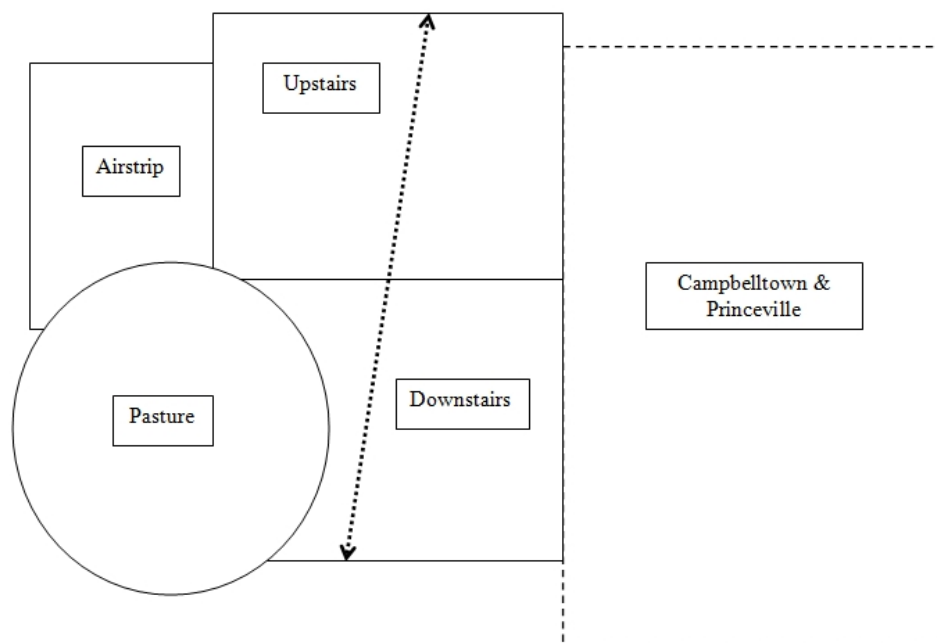 Upstairs
Airstrip
Campbelltown &
Princeville
Downstairs
Pasture